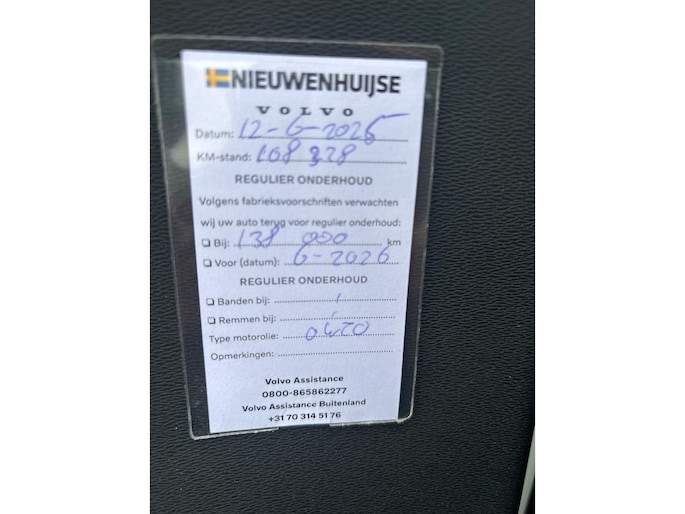 NIEUWENHUIJSE
VOLVO
Datum: 12-6-2025
KM-stand: 108 328
REGULIER ONDERHOUD
Volgens fabrieksvoorschriften verwachten
wij uw auto terug voor regulier onderhoud:
❏ Bij: 138 000 km
❏ Voor (datum): 6-2026
REGULIER ONDERHOUD
❏ Banden bij: /
❏ Remmen bij: /
Type motorolie: 0W20
Opmerkingen:
Volvo Assistance
0800-865862277
Volvo Assistance Buitenland
+31 70 314 51 76